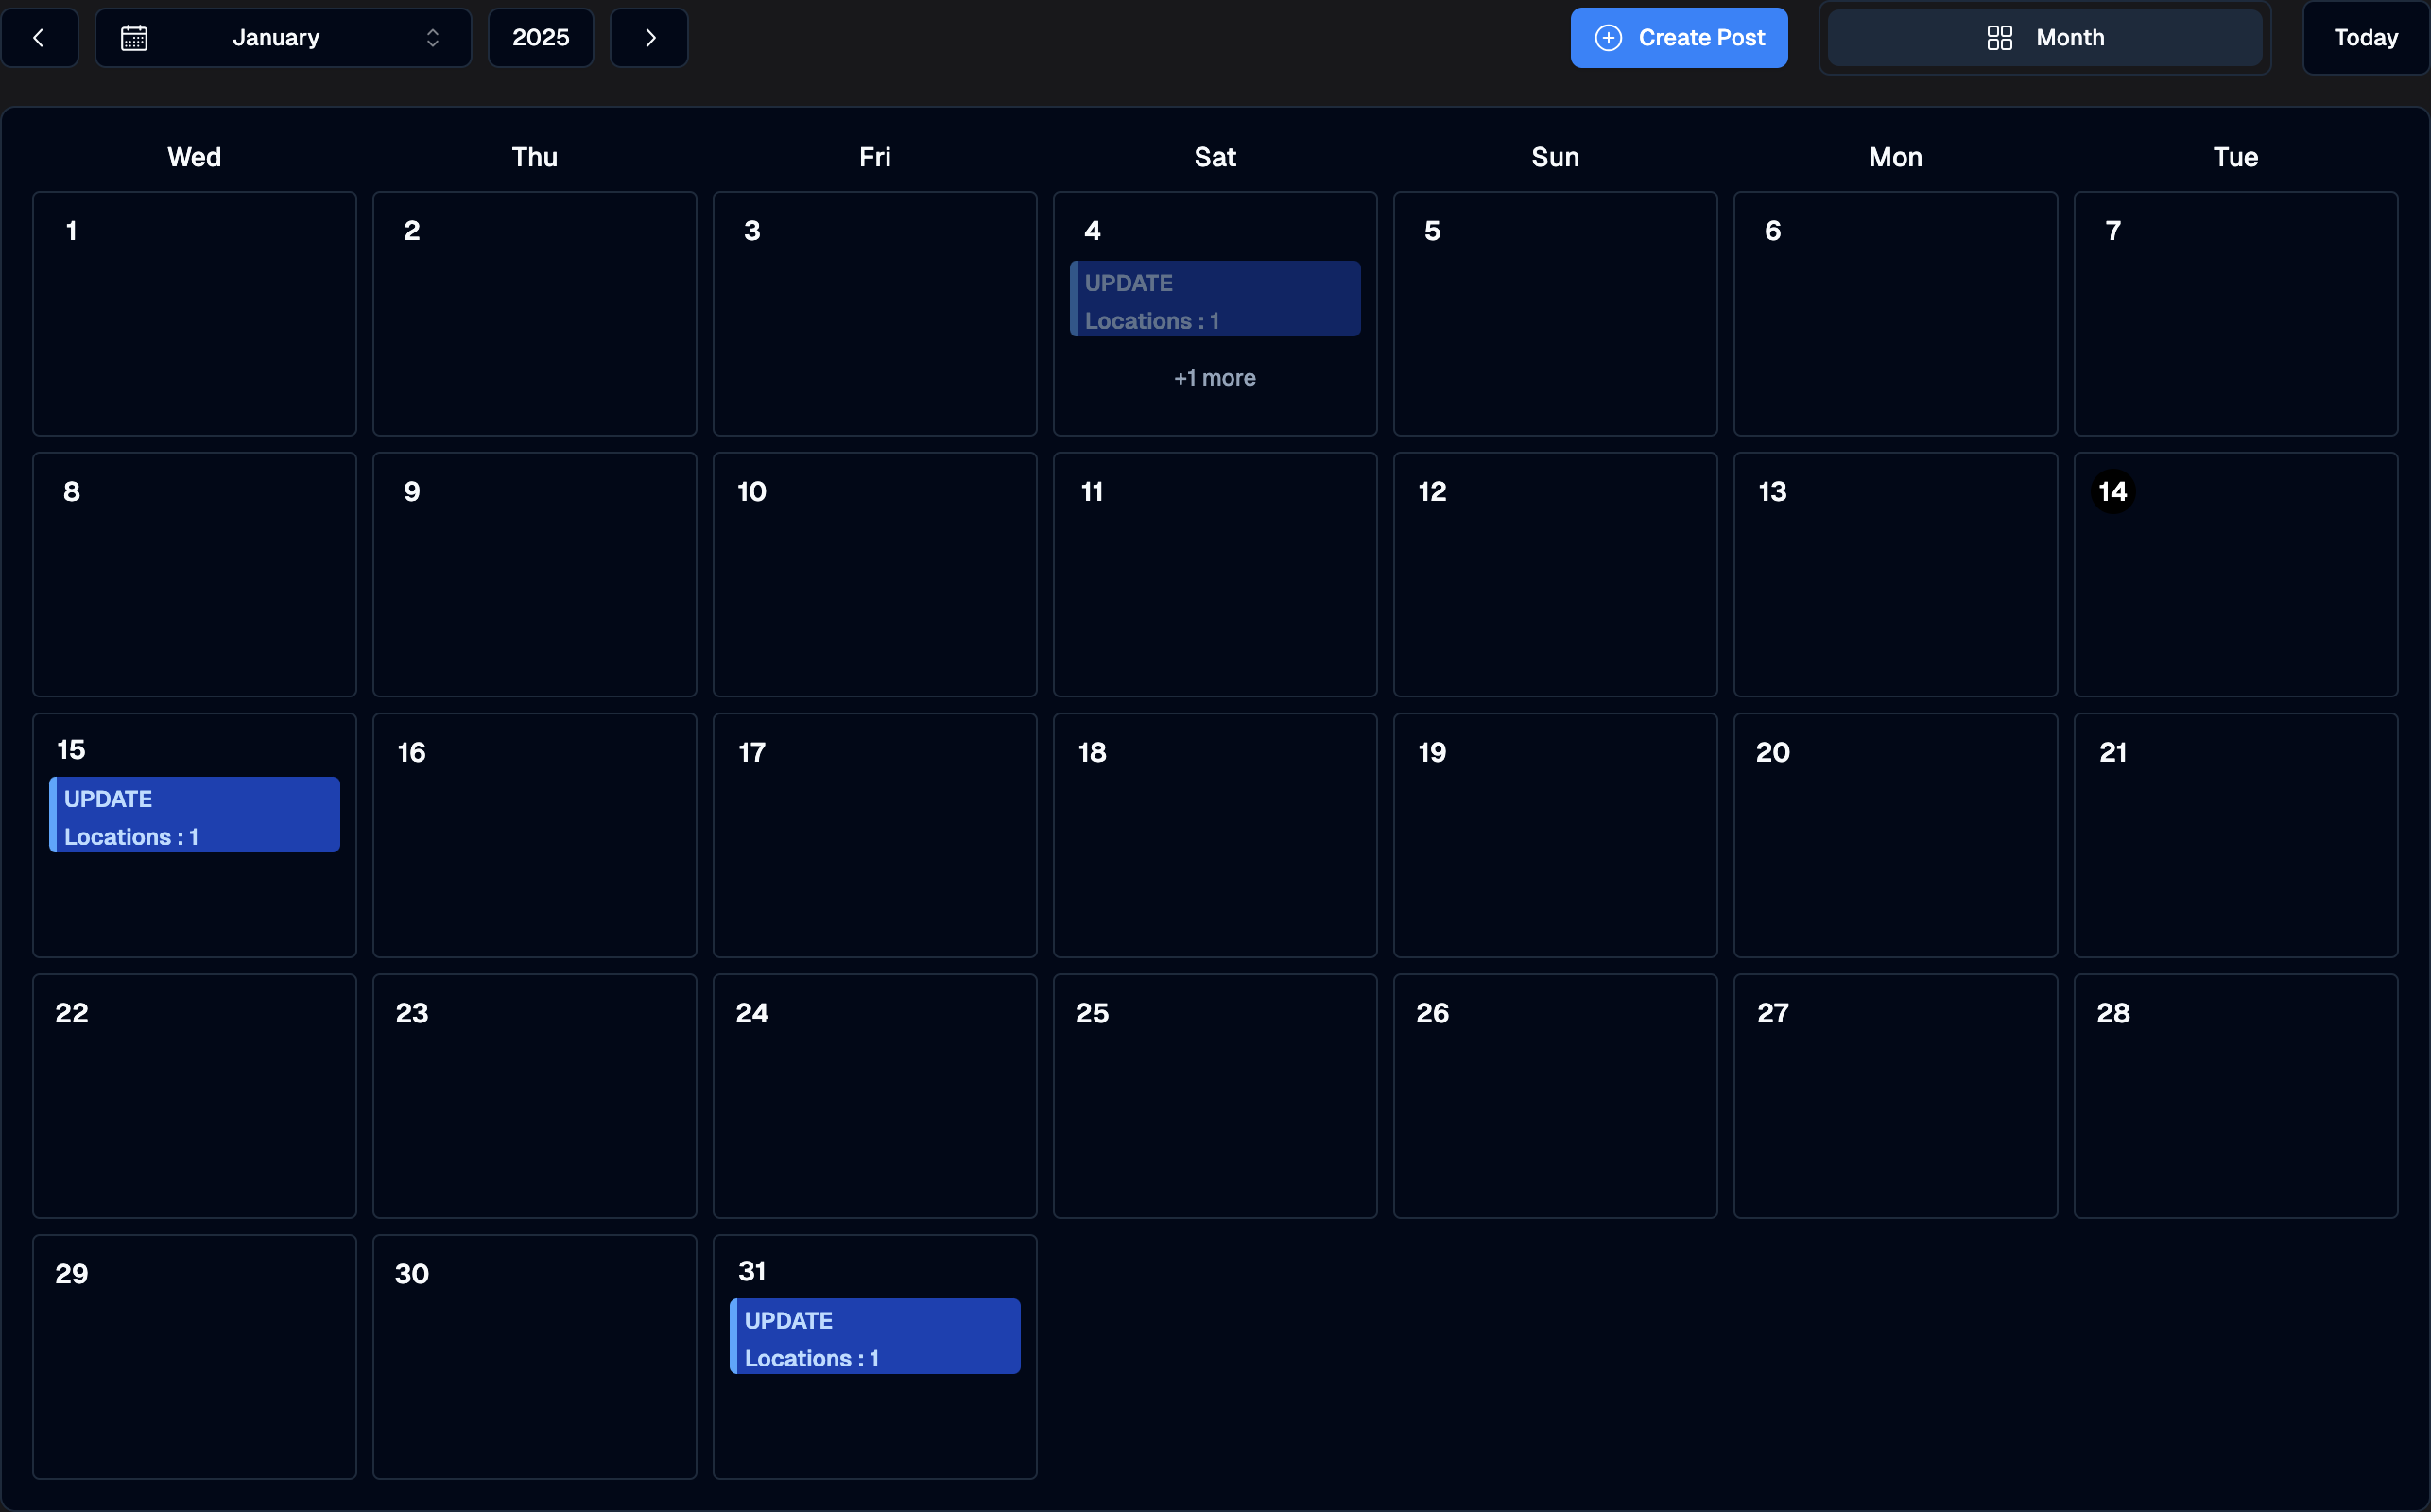 January
2025
Create Post
Month
Today
Wed Thu Fri Sat Sun Mon Tue
1 2 3 4 5 6 7
UPDATE
Locations : 1
+1 more
8 9 10 11 12 13 14
15 16 17 18 19 20 21
UPDATE
Locations : 1
22 23 24 25 26 27 28
29 30 31
UPDATE
Locations : 1